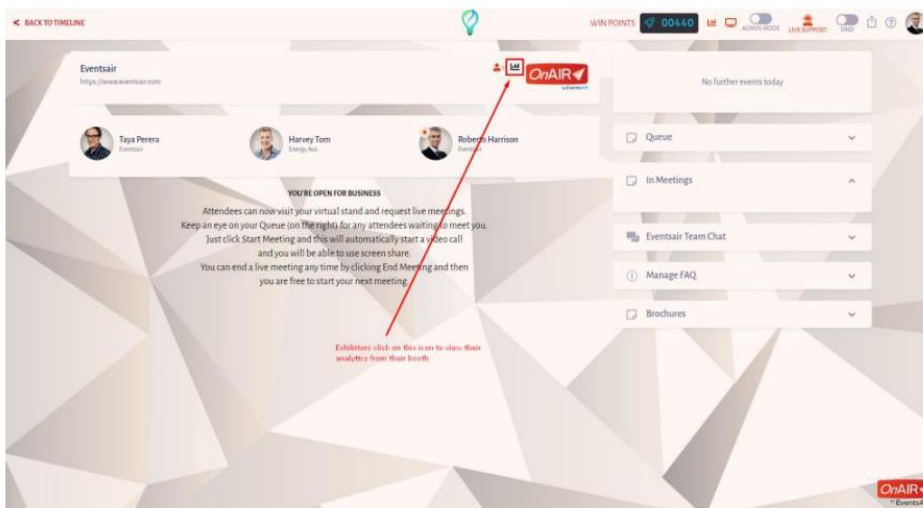 BACK TO TIMELINE
WIN POINTS
00440
ADMIN MODE
LIVE SUPPORT
DND
Eventsair
https://www.eventsair.com
OnAIR
by EventsAIR
Taya Perera
Eventsair
Harvey Tom
Energy Aus
Roberto Harrison
Eventsair
YOU'RE OPEN FOR BUSINESS
Attendees can now visit your virtual stand and request live meetings.
Keep an eye on your Queue (on the right) for any attendees waiting to meet you.
Just click Start Meeting and this will automatically start a video call
and you will be able to use screen share.
You can end a live meeting any time by clicking End Meeting and then
you are free to start your next meeting.
Exhibitors click on this icon to view their
analytics from their booth
No further events today
Queue
In Meetings
Eventsair Team Chat
Manage FAQ
Brochures
OnAIR
by EventsA